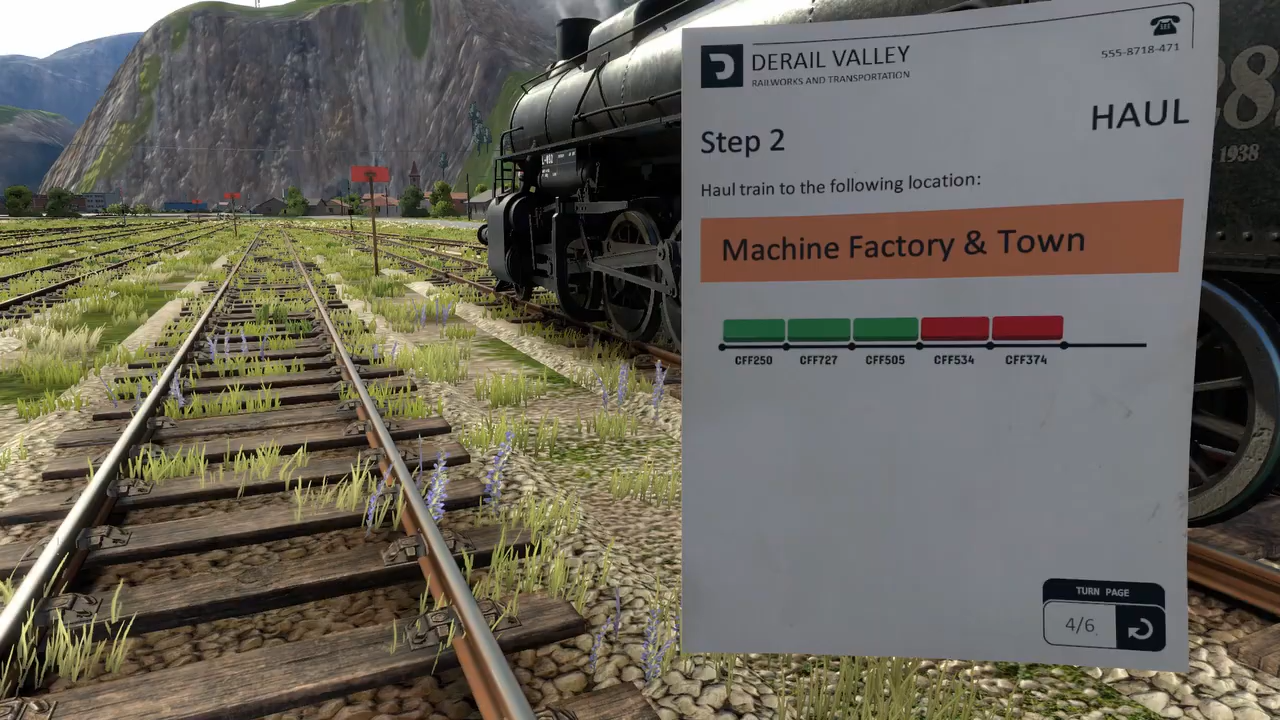 DERAIL VALLEY
RAILWORKS AND TRANSPORTATION
555-8718-471
HAUL
Step 2
Haul train to the following location:
Machine Factory & Town
CFF250 CFF727 CFF505 CFF534 CFF374
TURN PAGE
4/6
8
1938